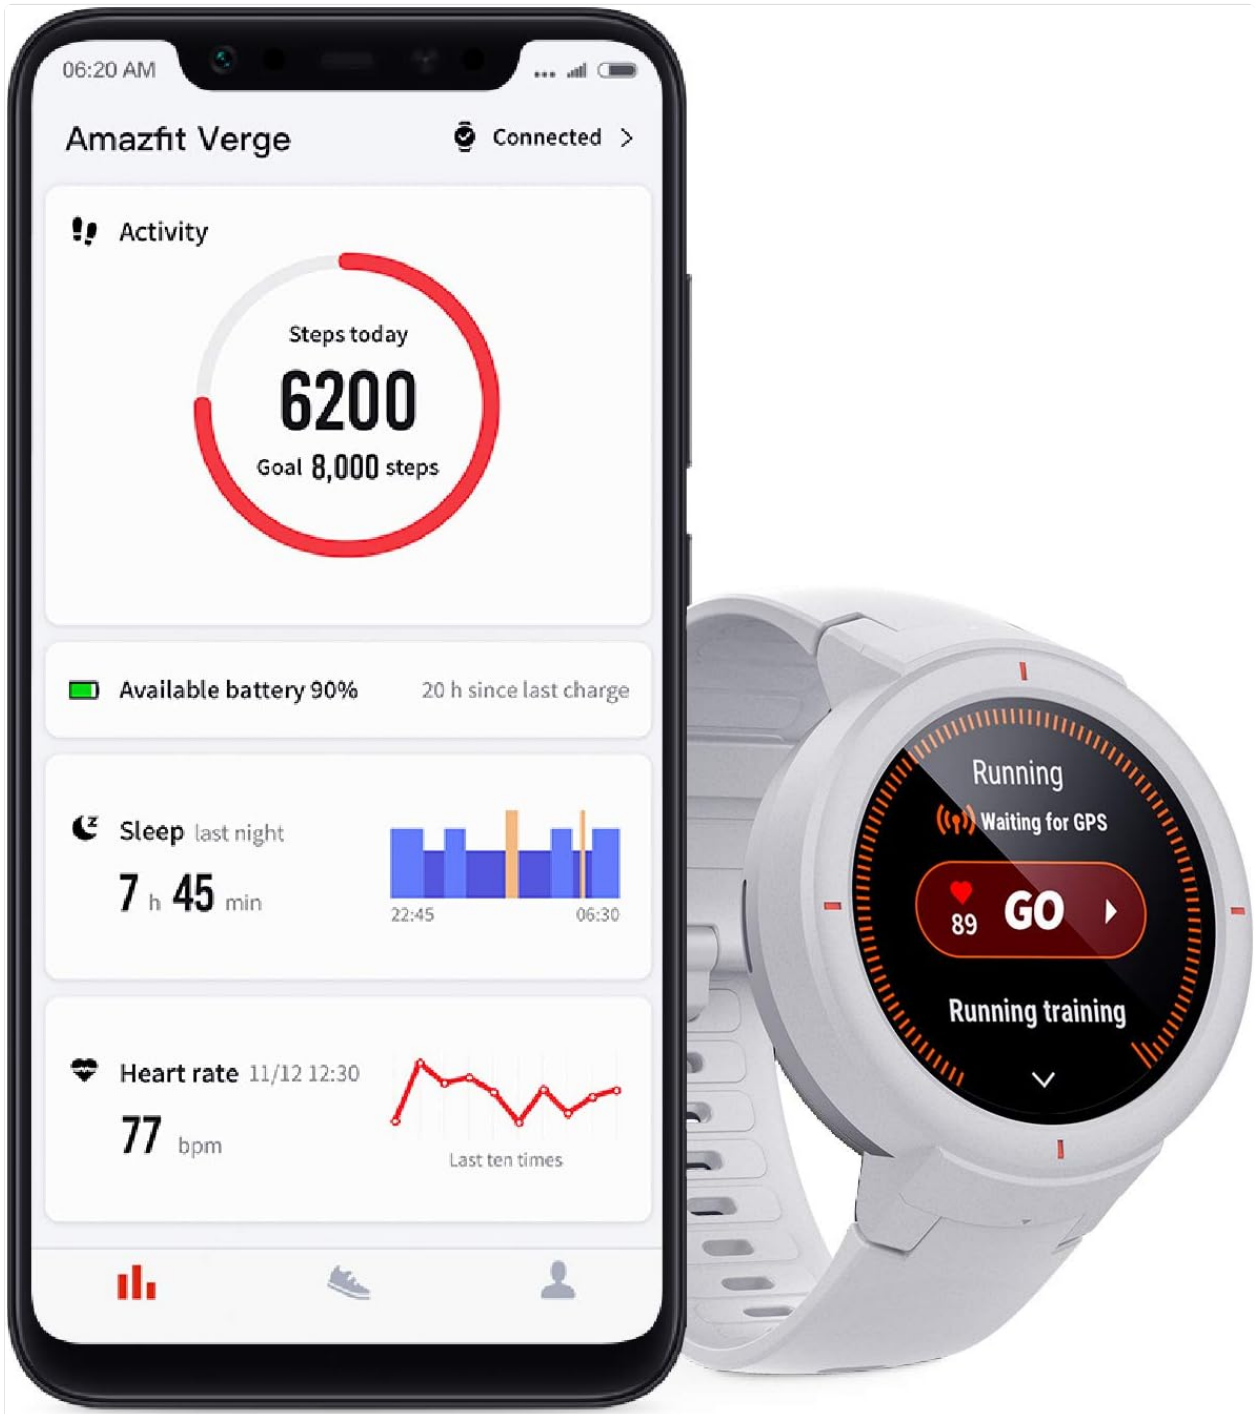 06:20 AM
Amazfit Verge
Connected
Activity
Steps today
6200
Goal 8,000 steps
Available battery 90%
20 h since last charge
Sleep last night
7 h 45 min
22:45
06:30
Heart rate 11/12 12:30
77 bpm
Last ten times
Running
Waiting for GPS
89
GO
Running training